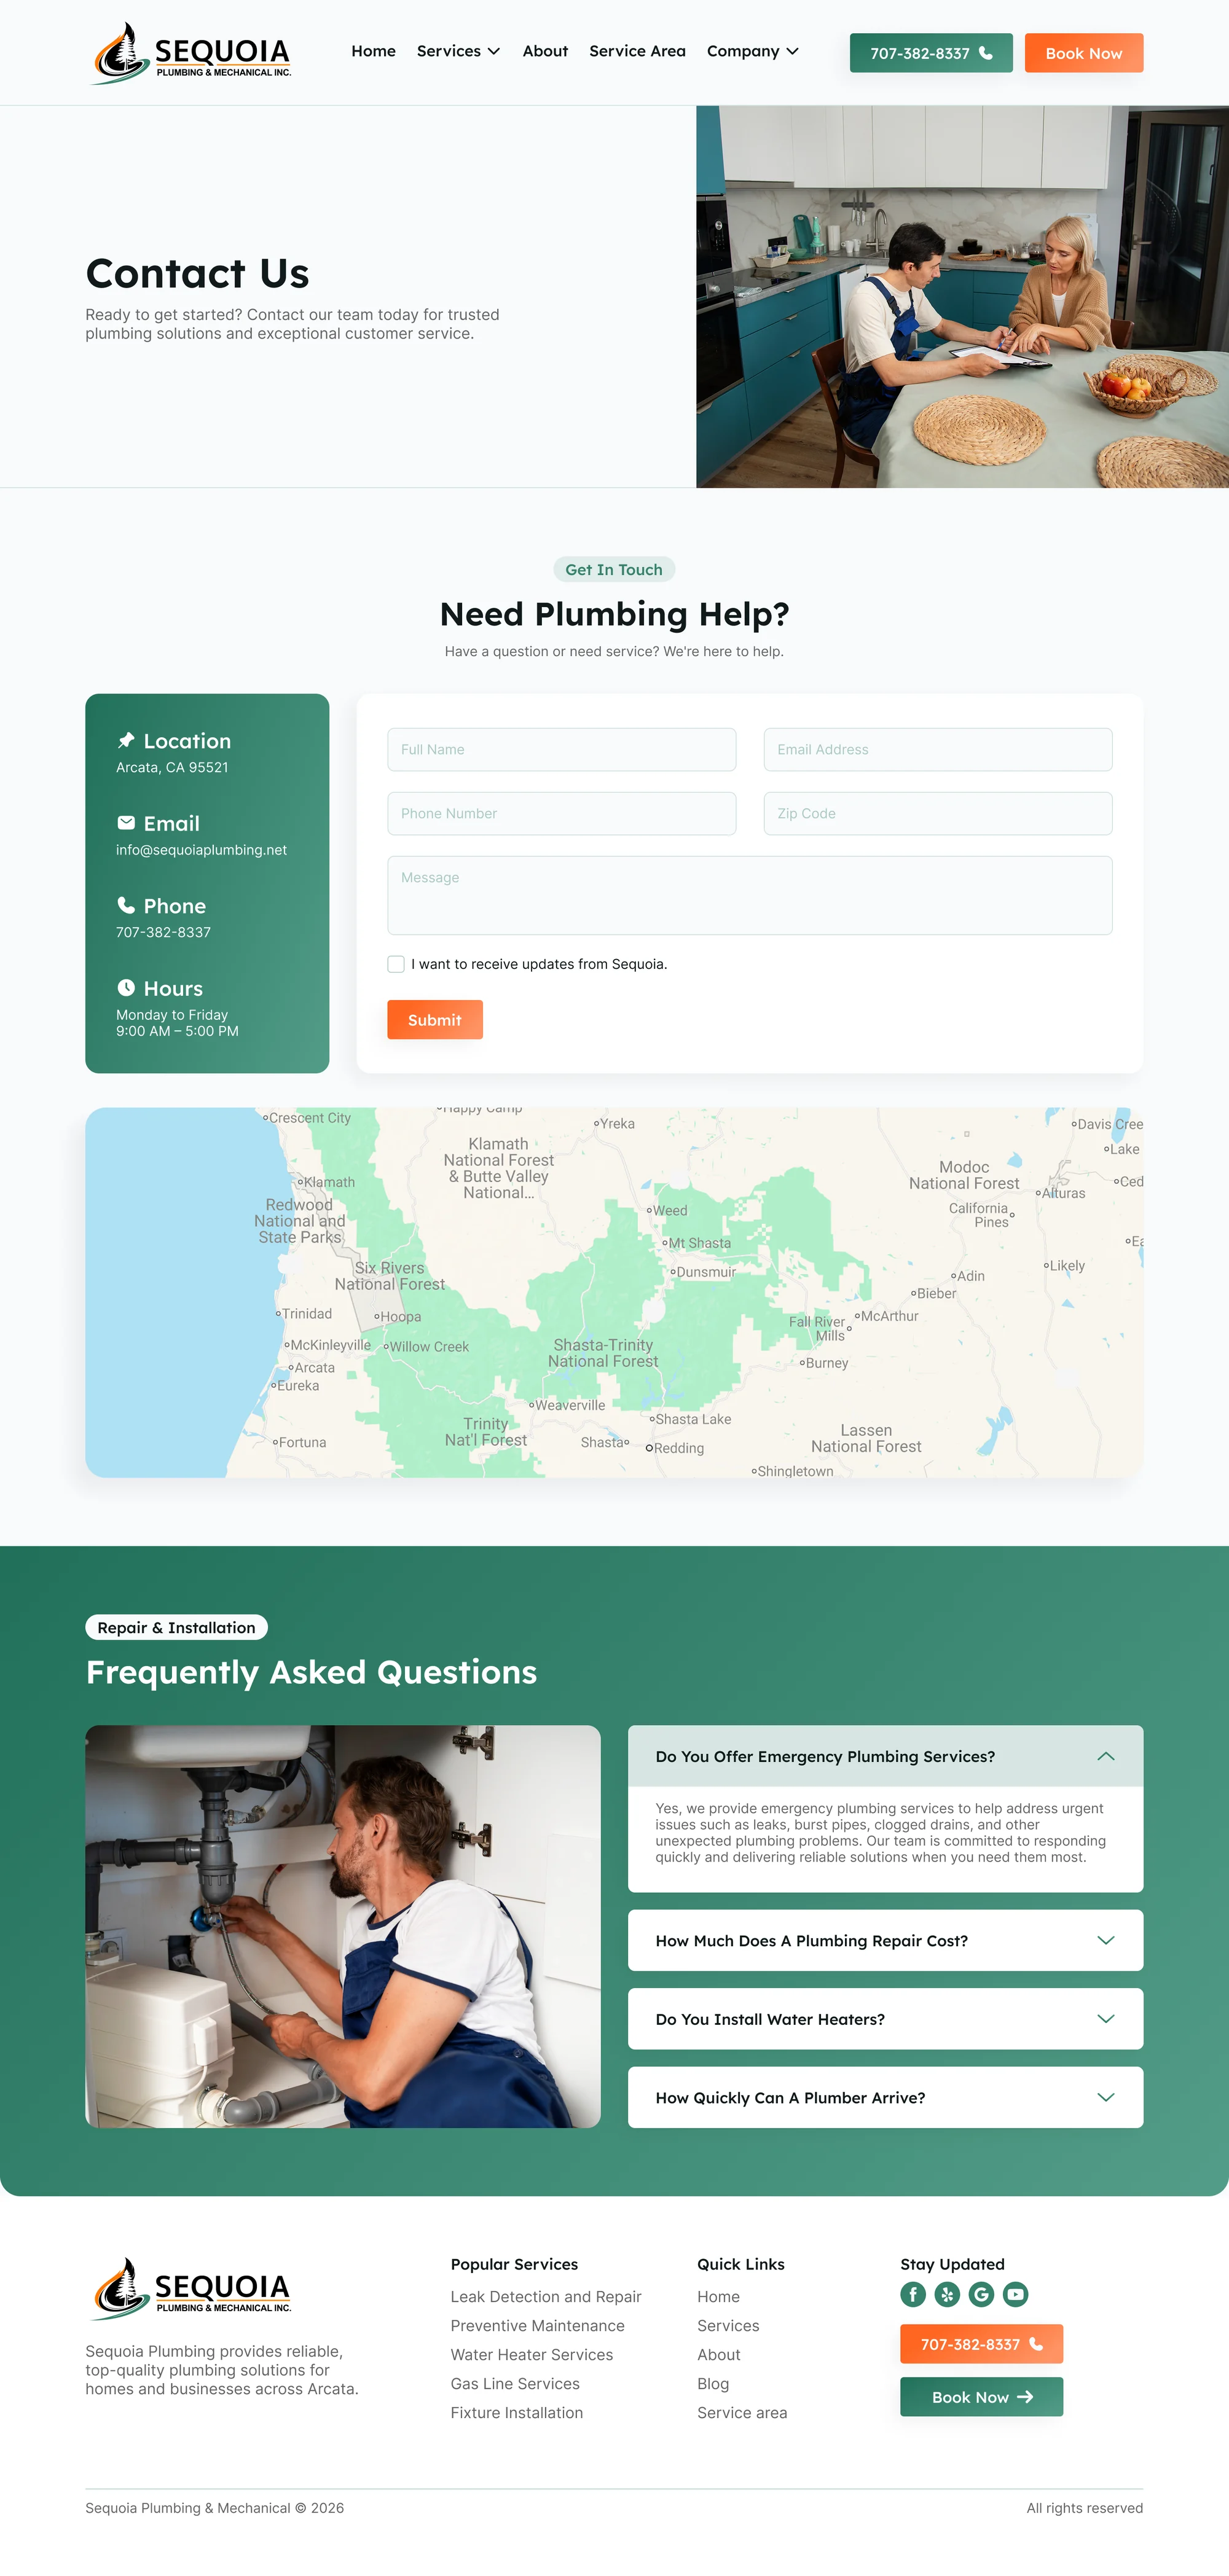 SEQUOIA
PLUMBING & MECHANICAL INC.
Home
Services
About
Service Area
Company
707-382-8337
Book Now
Contact Us
Ready to get started? Contact our team today for trusted
plumbing solutions and exceptional customer service.
Get In Touch
Need Plumbing Help?
Have a question or need service? We're here to help.
Location
Arcata, CA 95521
Email
info@sequoiaplumbing.net
Phone
707-382-8337
Hours
Monday to Friday
9:00 AM – 5:00 PM
Full Name
Email Address
Phone Number
Zip Code
Message
I want to receive updates from Sequoia.
Submit
Happy Camp
Crescent City
Yreka
Davis Cree
Klamath
National Forest
& Butte Valley
National...
Lake
Modoc
National Forest
Klamath
Ced
Alturas
Redwood
National and
State Parks
Weed
California
Pines
Mt Shasta
Ea
Six Rivers
National Forest
Dunsmuir
Likely
Adin
Bieber
Trinidad
Hoopa
McArthur
Fall River
Mills
McKinleyville
Willow Creek
Shasta-Trinity
National Forest
Burney
Arcata
Eureka
Weaverville
Shasta Lake
Trinity
Nat'l Forest
Lassen
National Forest
Fortuna
Shasta
Redding
Shingletown
Repair & Installation
Frequently Asked Questions
Do You Offer Emergency Plumbing Services?
Yes, we provide emergency plumbing services to help address urgent
issues such as leaks, burst pipes, clogged drains, and other
unexpected plumbing problems. Our team is committed to responding
quickly and delivering reliable solutions when you need them most.
How Much Does A Plumbing Repair Cost?
Do You Install Water Heaters?
How Quickly Can A Plumber Arrive?
SEQUOIA
PLUMBING & MECHANICAL INC.
Sequoia Plumbing provides reliable,
top-quality plumbing solutions for
homes and businesses across Arcata.
Popular Services
Leak Detection and Repair
Preventive Maintenance
Water Heater Services
Gas Line Services
Fixture Installation
Quick Links
Home
Services
About
Blog
Service area
Stay Updated
707-382-8337
Book Now
Sequoia Plumbing & Mechanical © 2026
All rights reserved